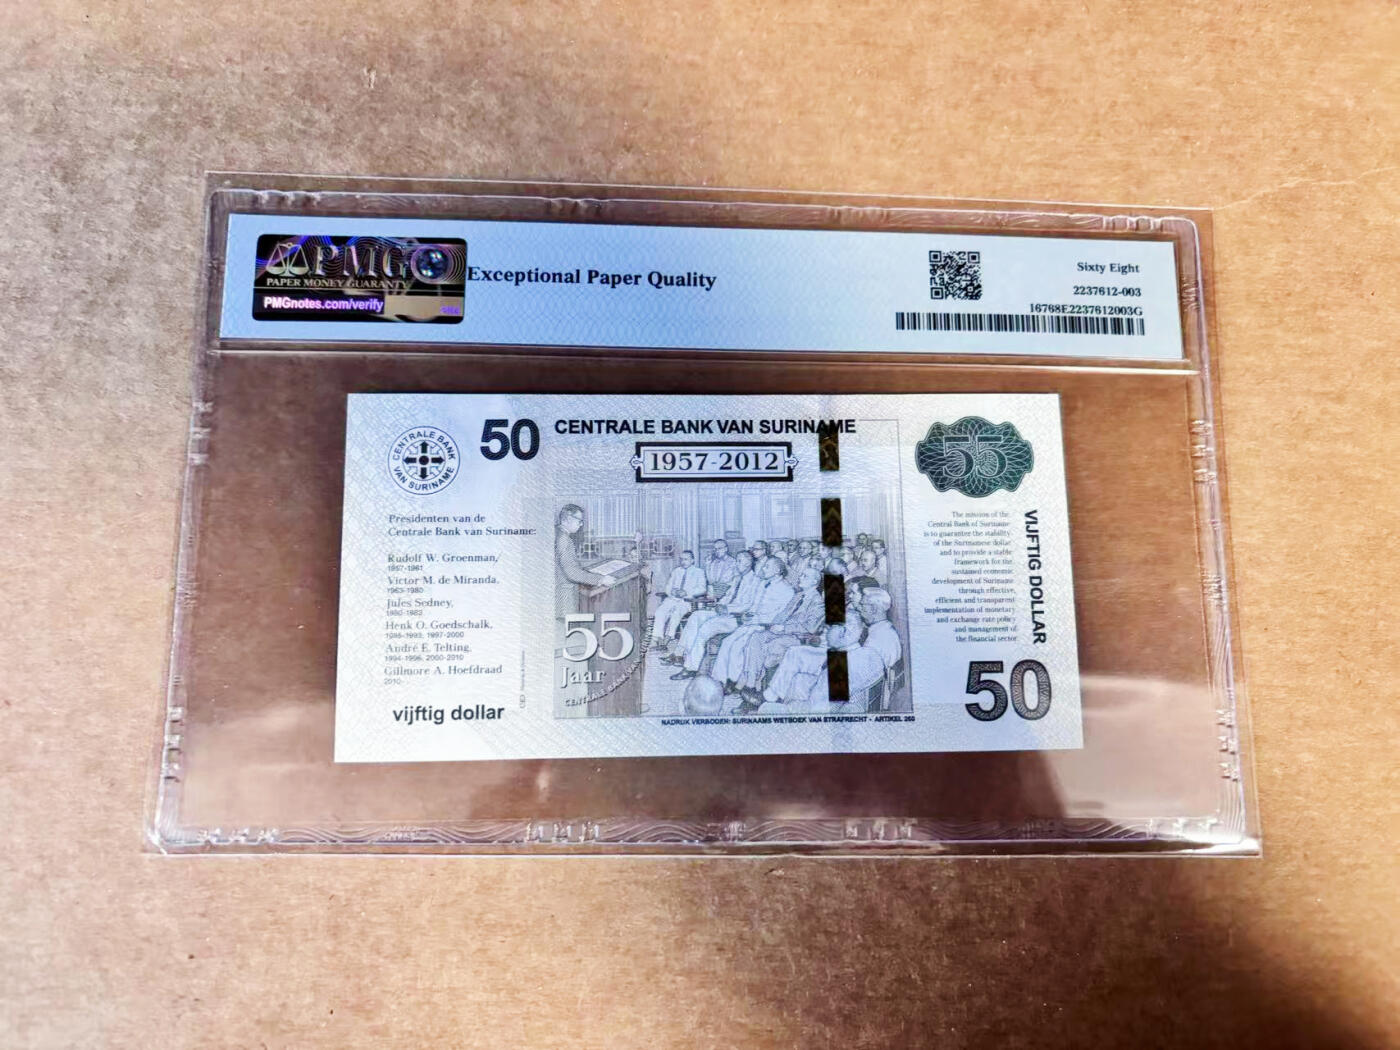 PMG
PAPER MONEY GUARANTY
PMGnotes.com/verify
Exceptional Paper Quality
Sixty Eight
2237612-003
16768E2237612003G
CENTRALE BANK
VAN SURINAME
50
CENTRALE BANK VAN SURINAME
1957-2012
55
Presidenten van de
Centrale Bank van Suriname:
Rudolf W. Groenman,
1957-1961
Victor M. de Miranda,
1963-1980
Jules Sedney,
1980-1983
Henk O. Goedschalk,
1985-1993, 1997-2000
André E. Telting,
1994-1996, 2000-2010
Gillmore A. Hoefdraad
2010-
vijftig dollar
55
Jaar
The mission of the
Central Bank of Suriname
is to guarantee the stability
of the Surinamese dollar
and to provide a stable
framework for the
sustained economic
development of Suriname
through effective,
efficient and transparent
implementation of monetary
and exchange rate policy
and management of
the financial sector
VIJFTIG DOLLAR
50
NADRUK VERBODEN: SURINAAMS WETBOEK VAN STRAFRECHT - ARTIKEL 260